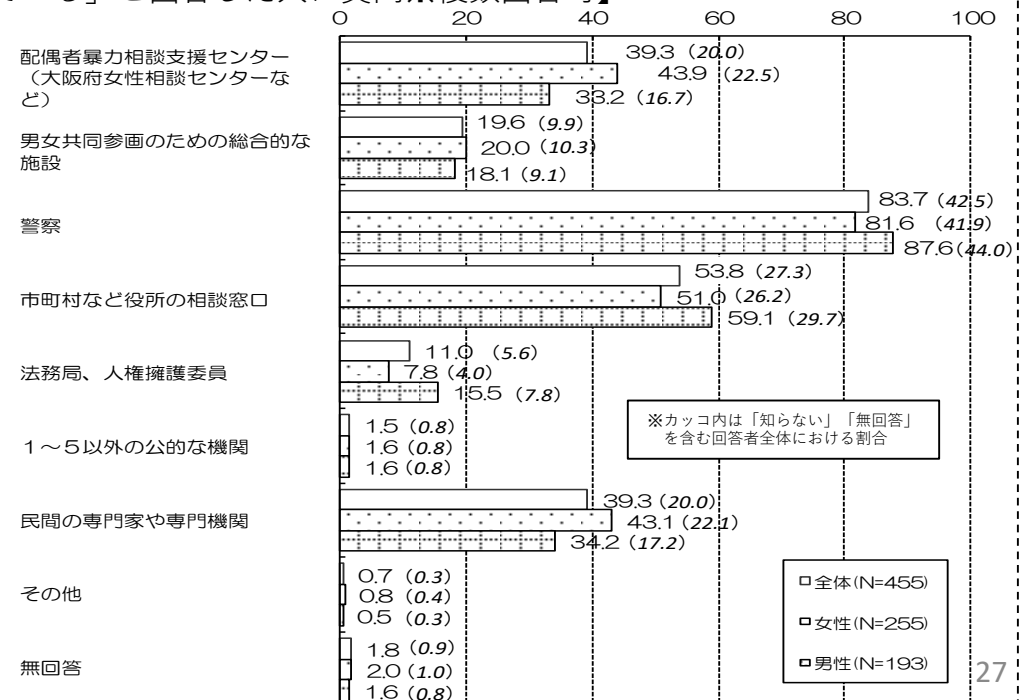 0 20 40 60 80 100
配偶者暴力相談支援センター
（大阪府女性相談センターな
ど）
39.3 (20.0)
43.9 (22.5)
33.2 (16.7)
男女共同参画のための総合的な
施設
19.6 (9.9)
20.0 (10.3)
18.1 (9.1)
警察
83.7 (42.5)
81.6 (41.9)
87.6 (44.0)
市町村など役所の相談窓口
53.8 (27.3)
51.0 (26.2)
59.1 (29.7)
法務局、人権擁護委員
11.0 (5.6)
7.8 (4.0)
15.5 (7.8)
※カッコ内は「知らない」「無回答」
を含む回答者全体における割合
１～５以外の公的な機関
1.5 (0.8)
1.6 (0.8)
1.6 (0.8)
民間の専門家や専門機関
39.3 (20.0)
43.1 (22.1)
34.2 (17.2)
その他
0.7 (0.3)
0.8 (0.4)
0.5 (0.3)
無回答
1.8 (0.9)
2.0 (1.0)
1.6 (0.8)
全体(N=455)
女性(N=255)
男性(N=193)
27